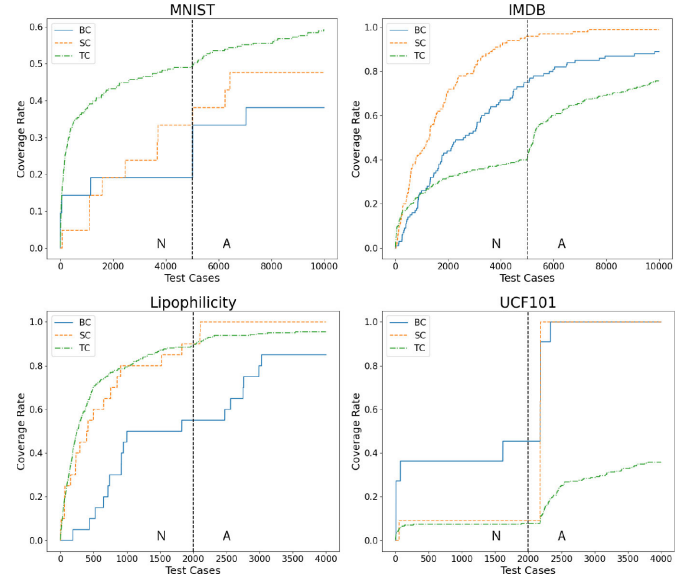 MNIST
BC
SC
TC
0.6
0.5
0.4
0.3
0.2
0.1
0.0
Coverage Rate
N A
0 2000 4000 6000 8000 10000
Test Cases
IMDB
BC
SC
TC
1.0
0.8
0.6
0.4
0.2
0.0
Coverage Rate
N A
0 2000 4000 6000 8000 10000
Test Cases
Lipophilicity
BC
SC
TC
1.0
0.8
0.6
0.4
0.2
0.0
Coverage Rate
N A
0 500 1000 1500 2000 2500 3000 3500 4000
Test Cases
UCF101
BC
SC
TC
1.0
0.8
0.6
0.4
0.2
0.0
Coverage Rate
N A
0 500 1000 1500 2000 2500 3000 3500 4000
Test Cases